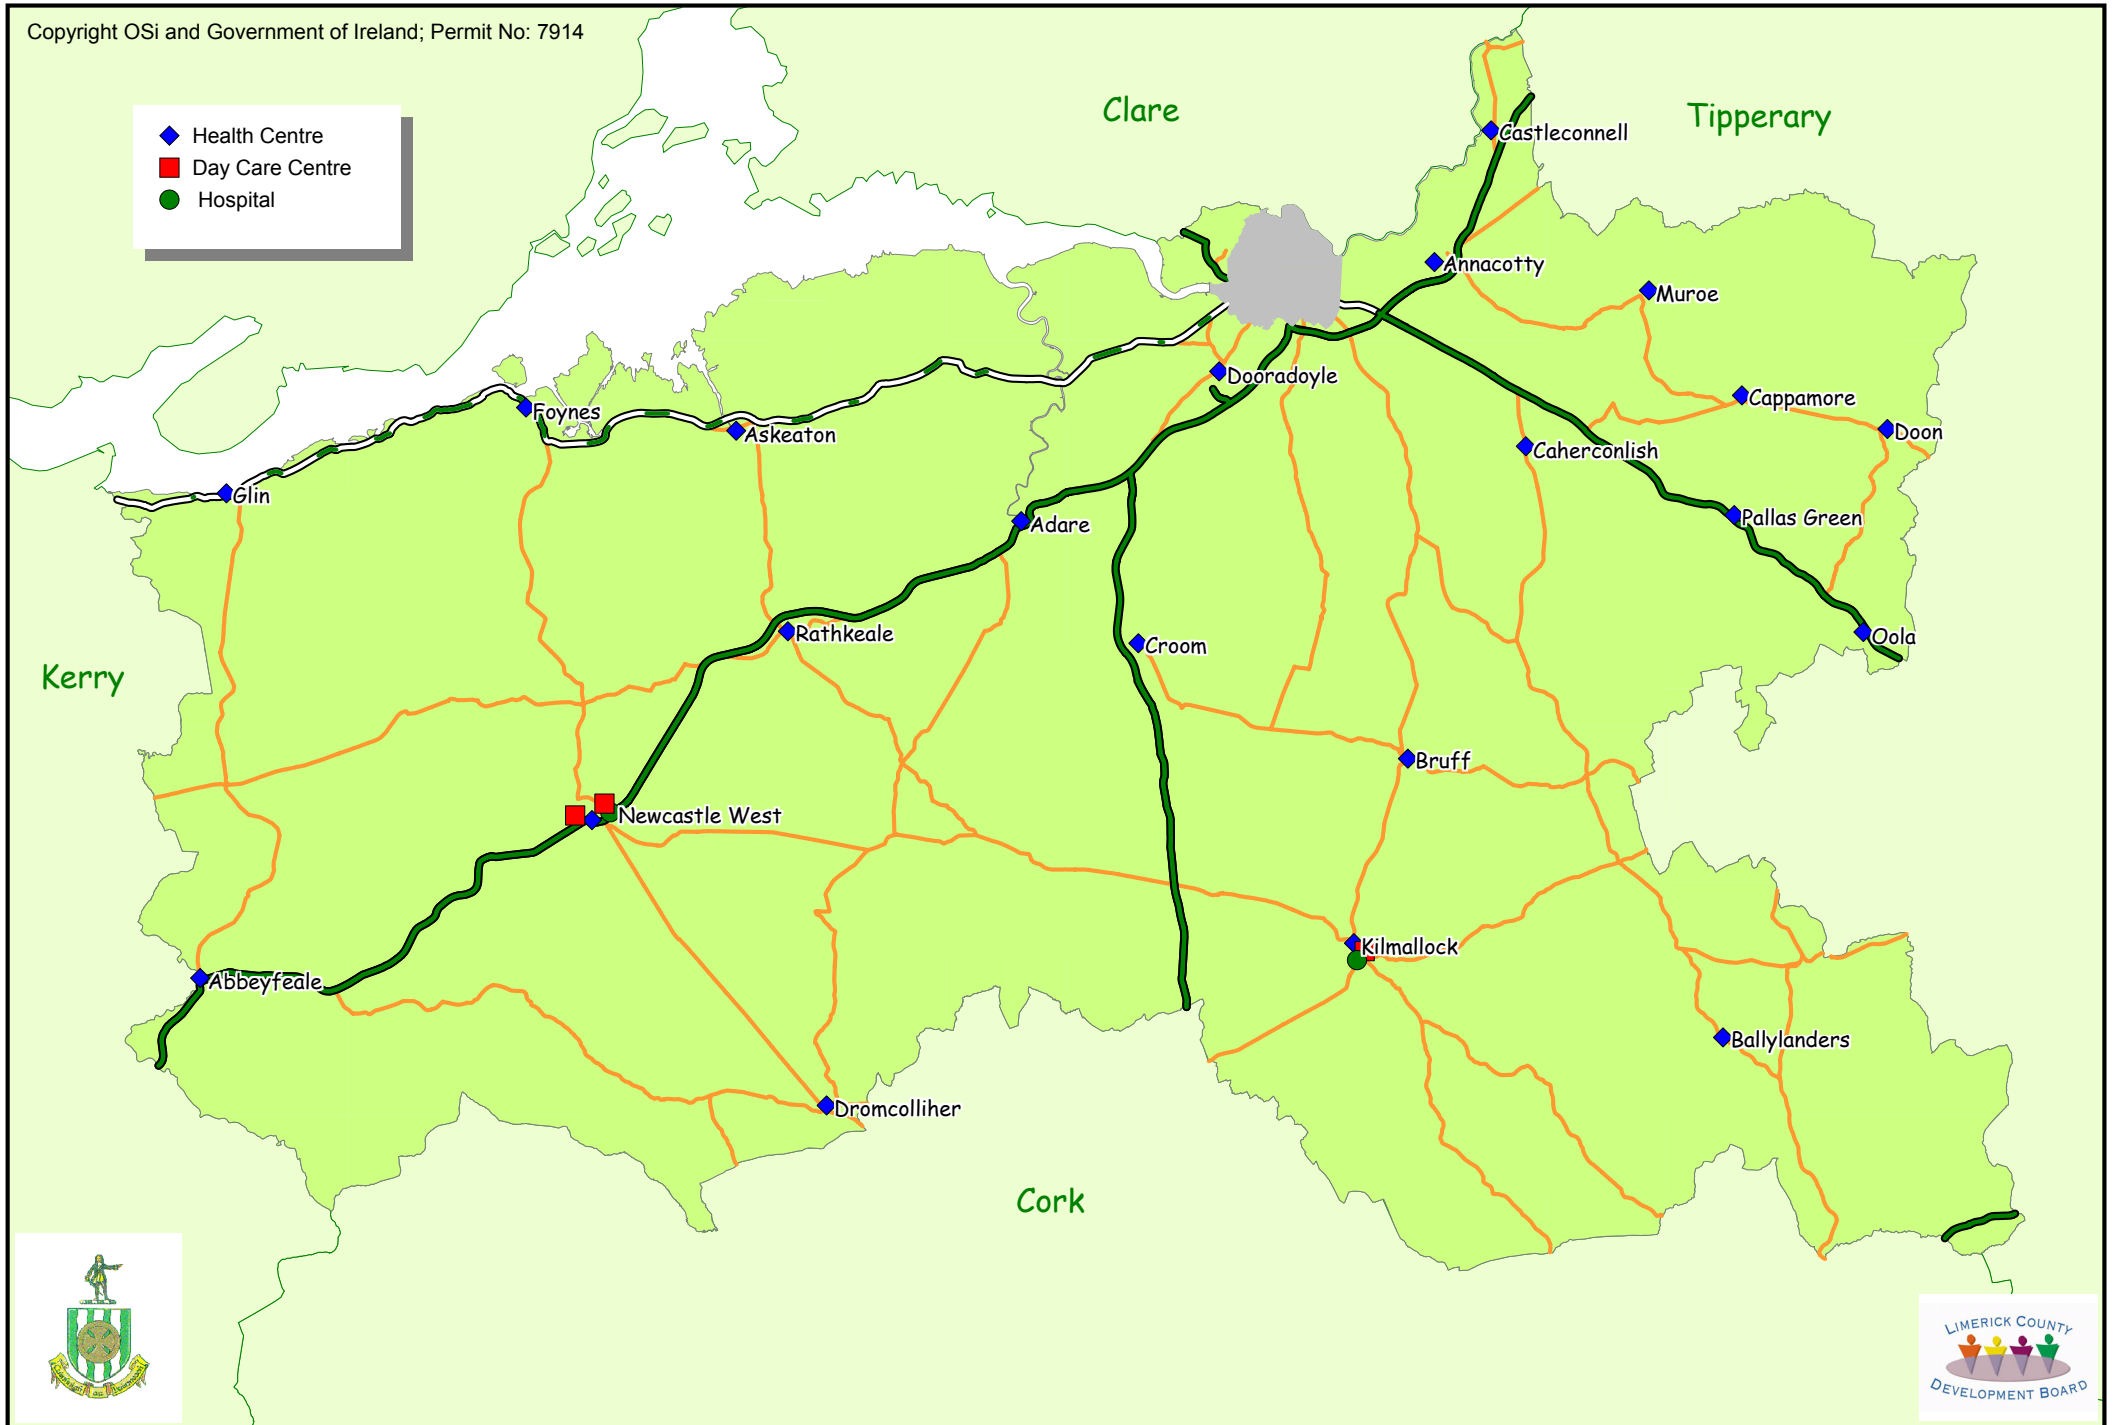 Copyright OSi and Government of Ireland; Permit No: 7914
Health Centre
Day Care Centre
Hospital
Clare
Tipperary
Castleconnell
Annacotty
Muroe
Dooradoyle
Cappamore
Foynes
Askeaton
Doon
Caherconlish
Glin
Adare
Pallas Green
Rathkeale
Croom
Oola
Kerry
Bruff
Newcastle West
Kilmallock
Abbeyfeale
Ballylanders
Dromcolliher
Cork
LIMERICK COUNTY
DEVELOPMENT BOARD